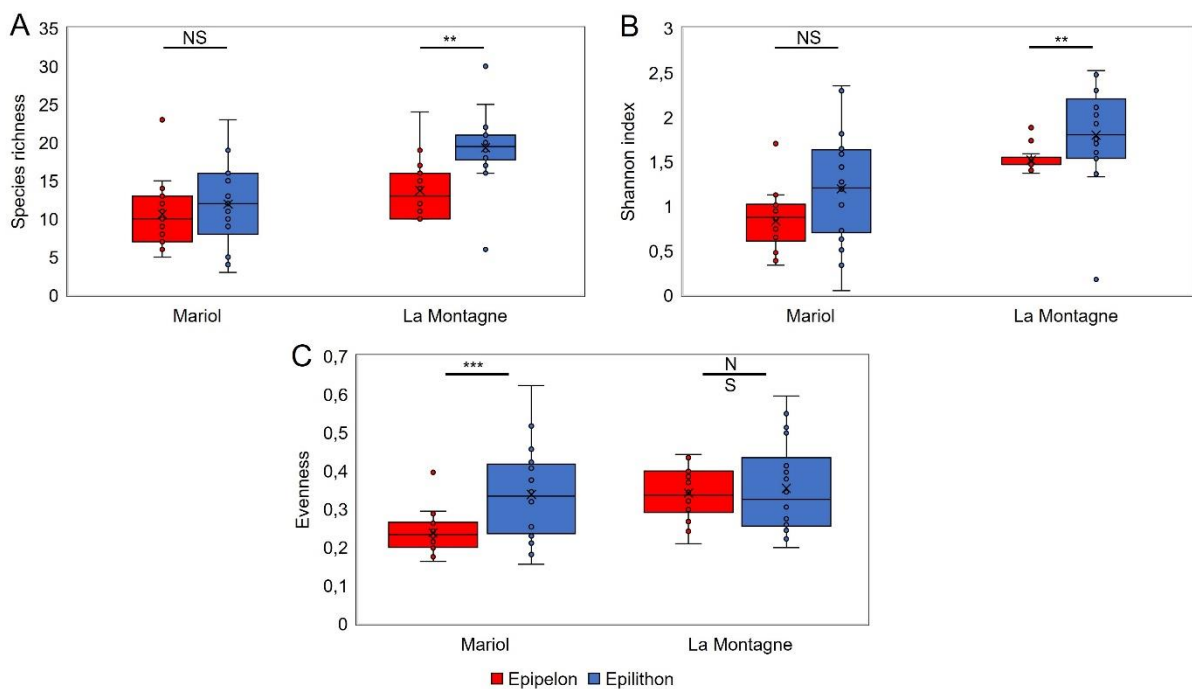 A
Species richness
35
30
25
20
15
10
5
0
NS
**
Mariol
La Montagne
B
Shannon index
3
2,5
2
1,5
1
0,5
0
NS
**
Mariol
La Montagne
C
Evenness
0,7
0,6
0,5
0,4
0,3
0,2
0,1
0
***
N
S
Mariol
La Montagne
Epipelon
Epilithon